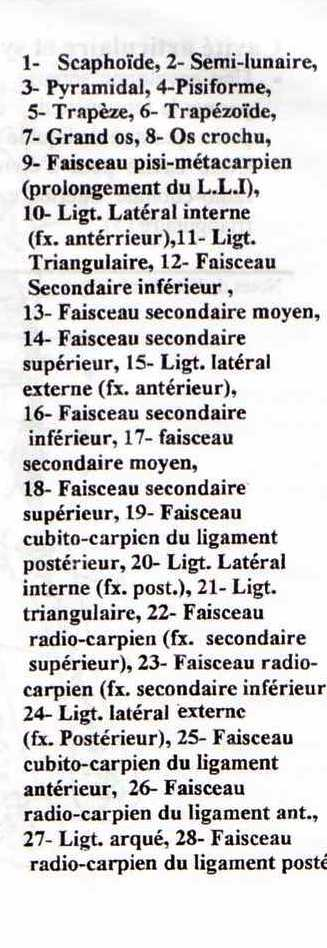 1- Scaphoïde, 2- Semi-lunaire,
3- Pyramidal, 4-Pisiforme,
5- Trapèze, 6- Trapézoïde,
7- Grand os, 8- Os crochu,
9- Faisceau pisi-métacarpien
(prolongement du L.L.I),
10- Ligt. Latéral interne
(fx. antérrieur),11- Ligt.
Triangulaire, 12- Faisceau
Secondaire inférieur ,
13- Faisceau secondaire moyen,
14- Faisceau secondaire
supérieur, 15- Ligt. latéral
externe (fx. antérieur),
16- Faisceau secondaire
inférieur, 17- faisceau
secondaire moyen,
18- Faisceau secondaire
supérieur, 19- Faisceau
cubito-carpien du ligament
postérieur, 20- Ligt. Latéral
interne (fx. post.), 21- Ligt.
triangulaire, 22- Faisceau
radio-carpien (fx. secondaire
supérieur), 23- Faisceau radio-
carpien (fx. secondaire inférieur
24- Ligt. latéral externe
(fx. Postérieur), 25- Faisceau
cubito-carpien du ligament
antérieur, 26- Faisceau
radio-carpien du ligament ant.,
27- Ligt. arqué, 28- Faisceau
radio-carpien du ligament posté